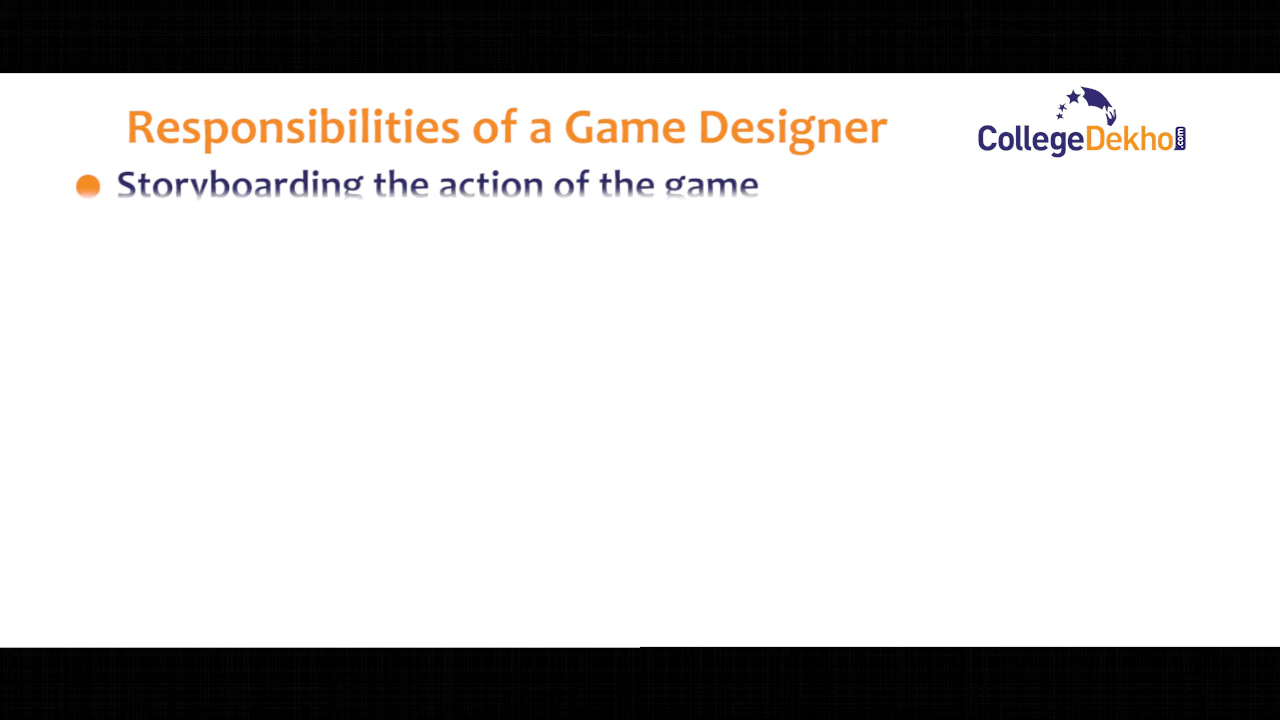 Responsibilities of a Game Designer
CollegeDekho.com
Storyboarding the action of the game